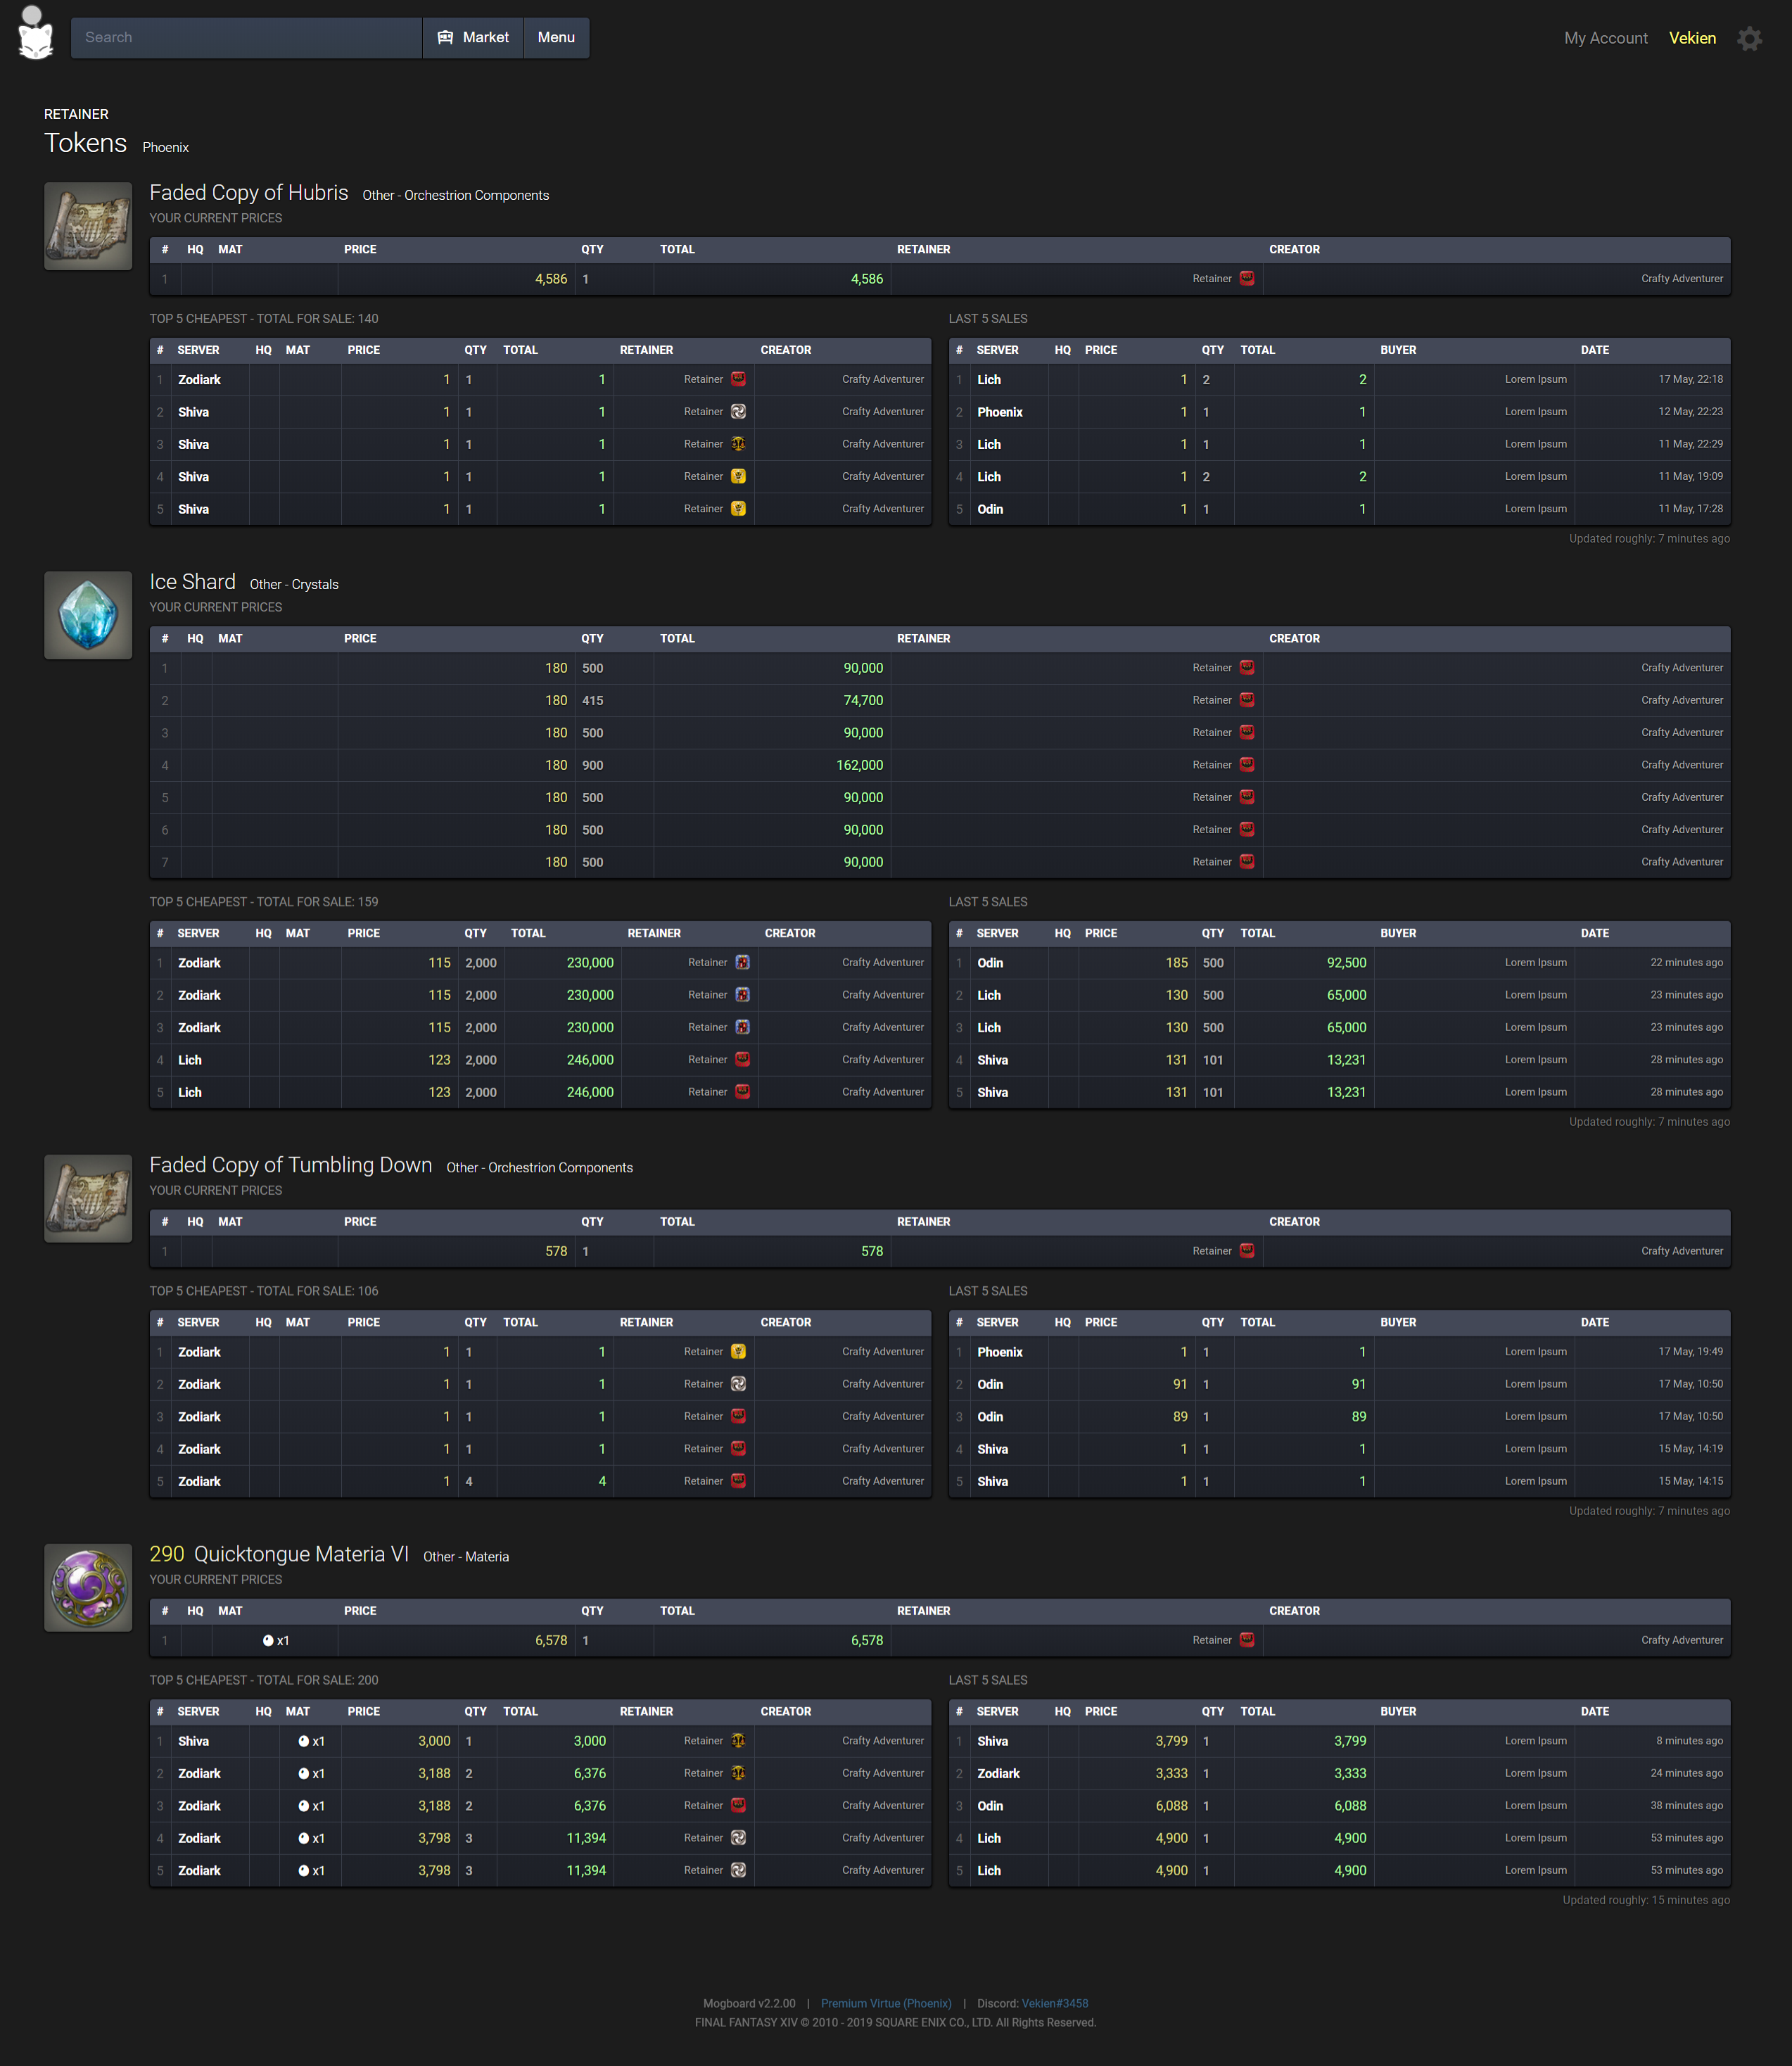 Search Market Menu My Account Vekien
RETAINER
Tokens Phoenix
Faded Copy of Hubris Other - Orchestrion Components
YOUR CURRENT PRICES
# HQ MAT PRICE QTY TOTAL RETAINER CREATOR
1 4,586 1 4,586 Retainer Crafty Adventurer
TOP 5 CHEAPEST - TOTAL FOR SALE: 140
# SERVER HQ MAT PRICE QTY TOTAL RETAINER CREATOR
1 Zodiark 1 1 1 Retainer Crafty Adventurer
2 Shiva 1 1 1 Retainer Crafty Adventurer
3 Shiva 1 1 1 Retainer Crafty Adventurer
4 Shiva 1 1 1 Retainer Crafty Adventurer
5 Shiva 1 1 1 Retainer Crafty Adventurer
LAST 5 SALES
# SERVER HQ PRICE QTY TOTAL BUYER DATE
1 Lich 1 2 2 Lorem Ipsum 17 May, 22:18
2 Phoenix 1 1 1 Lorem Ipsum 12 May, 22:23
3 Lich 1 1 1 Lorem Ipsum 11 May, 22:29
4 Lich 1 2 2 Lorem Ipsum 11 May, 19:09
5 Odin 1 1 1 Lorem Ipsum 11 May, 17:28
Updated roughly: 7 minutes ago
Ice Shard Other - Crystals
YOUR CURRENT PRICES
# HQ MAT PRICE QTY TOTAL RETAINER CREATOR
1 180 500 90,000 Retainer Crafty Adventurer
2 180 415 74,700 Retainer Crafty Adventurer
3 180 500 90,000 Retainer Crafty Adventurer
4 180 900 162,000 Retainer Crafty Adventurer
5 180 500 90,000 Retainer Crafty Adventurer
6 180 500 90,000 Retainer Crafty Adventurer
7 180 500 90,000 Retainer Crafty Adventurer
TOP 5 CHEAPEST - TOTAL FOR SALE: 159
# SERVER HQ MAT PRICE QTY TOTAL RETAINER CREATOR
1 Zodiark 115 2,000 230,000 Retainer Crafty Adventurer
2 Zodiark 115 2,000 230,000 Retainer Crafty Adventurer
3 Zodiark 115 2,000 230,000 Retainer Crafty Adventurer
4 Lich 123 2,000 246,000 Retainer Crafty Adventurer
5 Lich 123 2,000 246,000 Retainer Crafty Adventurer
LAST 5 SALES
# SERVER HQ PRICE QTY TOTAL BUYER DATE
1 Odin 185 500 92,500 Lorem Ipsum 22 minutes ago
2 Lich 130 500 65,000 Lorem Ipsum 23 minutes ago
3 Lich 130 500 65,000 Lorem Ipsum 23 minutes ago
4 Shiva 131 101 13,231 Lorem Ipsum 28 minutes ago
5 Shiva 131 101 13,231 Lorem Ipsum 28 minutes ago
Updated roughly: 7 minutes ago
Faded Copy of Tumbling Down Other - Orchestrion Components
YOUR CURRENT PRICES
# HQ MAT PRICE QTY TOTAL RETAINER CREATOR
1 578 1 578 Retainer Crafty Adventurer
TOP 5 CHEAPEST - TOTAL FOR SALE: 106
# SERVER HQ MAT PRICE QTY TOTAL RETAINER CREATOR
1 Zodiark 1 1 1 Retainer Crafty Adventurer
2 Zodiark 1 1 1 Retainer Crafty Adventurer
3 Zodiark 1 1 1 Retainer Crafty Adventurer
4 Zodiark 1 1 1 Retainer Crafty Adventurer
5 Zodiark 1 4 4 Retainer Crafty Adventurer
LAST 5 SALES
# SERVER HQ PRICE QTY TOTAL BUYER DATE
1 Phoenix 1 1 1 Lorem Ipsum 17 May, 19:49
2 Odin 91 1 91 Lorem Ipsum 17 May, 10:50
3 Odin 89 1 89 Lorem Ipsum 17 May, 10:50
4 Shiva 1 1 1 Lorem Ipsum 15 May, 14:19
5 Shiva 1 1 1 Lorem Ipsum 15 May, 14:15
Updated roughly: 7 minutes ago
290 Quicktongue Materia VI Other - Materia
YOUR CURRENT PRICES
# HQ MAT PRICE QTY TOTAL RETAINER CREATOR
1 x1 6,578 1 6,578 Retainer Crafty Adventurer
TOP 5 CHEAPEST - TOTAL FOR SALE: 200
# SERVER HQ MAT PRICE QTY TOTAL RETAINER CREATOR
1 Shiva x1 3,000 1 3,000 Retainer Crafty Adventurer
2 Zodiark x1 3,188 2 6,376 Retainer Crafty Adventurer
3 Zodiark x1 3,188 2 6,376 Retainer Crafty Adventurer
4 Zodiark x1 3,798 3 11,394 Retainer Crafty Adventurer
5 Zodiark x1 3,798 3 11,394 Retainer Crafty Adventurer
LAST 5 SALES
# SERVER HQ PRICE QTY TOTAL BUYER DATE
1 Shiva 3,799 1 3,799 Lorem Ipsum 8 minutes ago
2 Zodiark 3,333 1 3,333 Lorem Ipsum 24 minutes ago
3 Odin 6,088 1 6,088 Lorem Ipsum 38 minutes ago
4 Lich 4,900 1 4,900 Lorem Ipsum 53 minutes ago
5 Lich 4,900 1 4,900 Lorem Ipsum 53 minutes ago
Updated roughly: 15 minutes ago
Mogboard v2.2.00 | Premium Virtue (Phoenix) | Discord: Vekien#3458
FINAL FANTASY XIV © 2010 - 2019 SQUARE ENIX CO., LTD. All Rights Reserved.